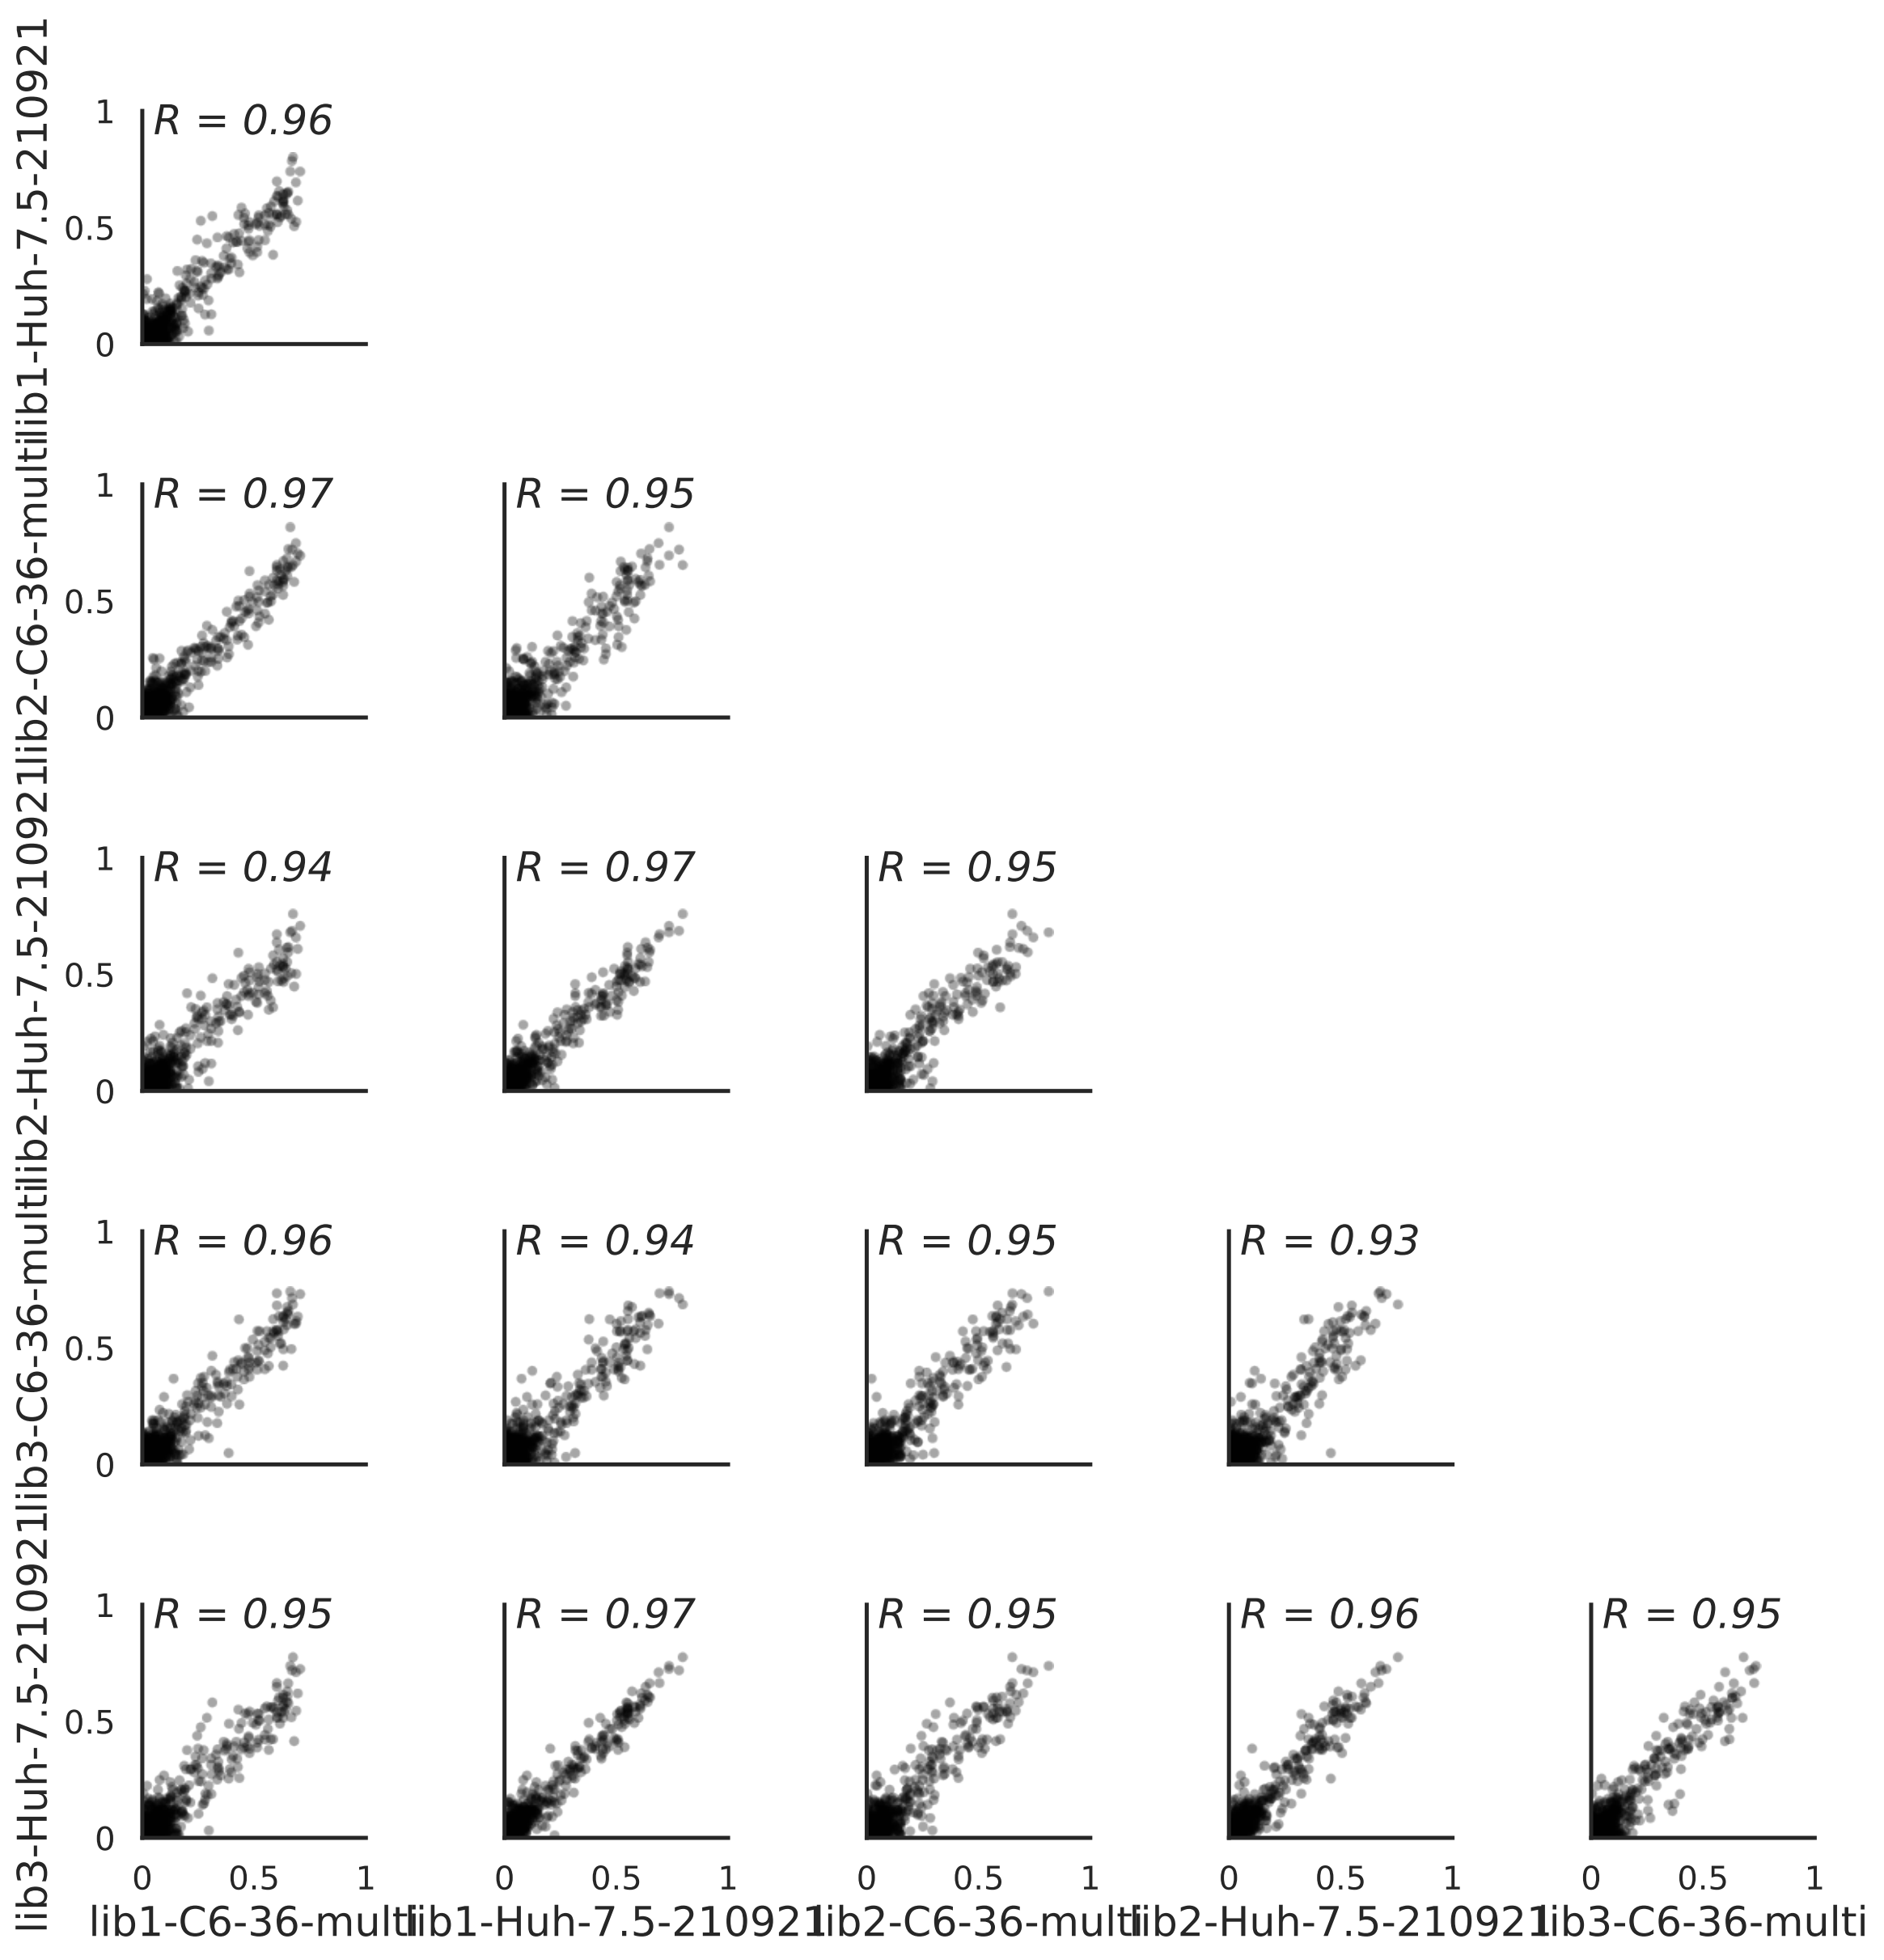 lib1-Huh-7.5-210921
1
R = 0.96
0.5
0
lib2-C6-36-multi
1
R = 0.97
R = 0.95
0.5
0
lib2-Huh-7.5-210921
1
R = 0.94
R = 0.97
R = 0.95
0.5
0
lib3-C6-36-multi
1
R = 0.96
R = 0.94
R = 0.95
R = 0.93
0.5
0
lib3-Huh-7.5-210921
1
R = 0.95
R = 0.97
R = 0.95
R = 0.96
R = 0.95
0.5
0
0 0.5 1
0 0.5 1
0 0.5 1
0 0.5 1
0 0.5 1
lib1-C6-36-multi
lib1-Huh-7.5-210921
lib2-C6-36-multi
lib2-Huh-7.5-210921
lib3-C6-36-multi